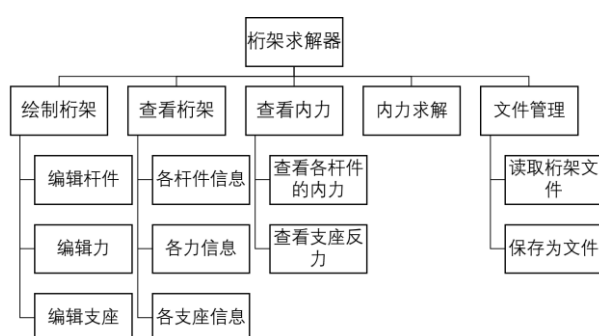 桁架求解器
绘制桁架
查看桁架
查看内力
内力求解
文件管理
编辑杆件
各杆件信息
查看各杆件
的内力
读取桁架文
件
编辑力
各力信息
查看支座反
力
保存为文件
编辑支座
各支座信息